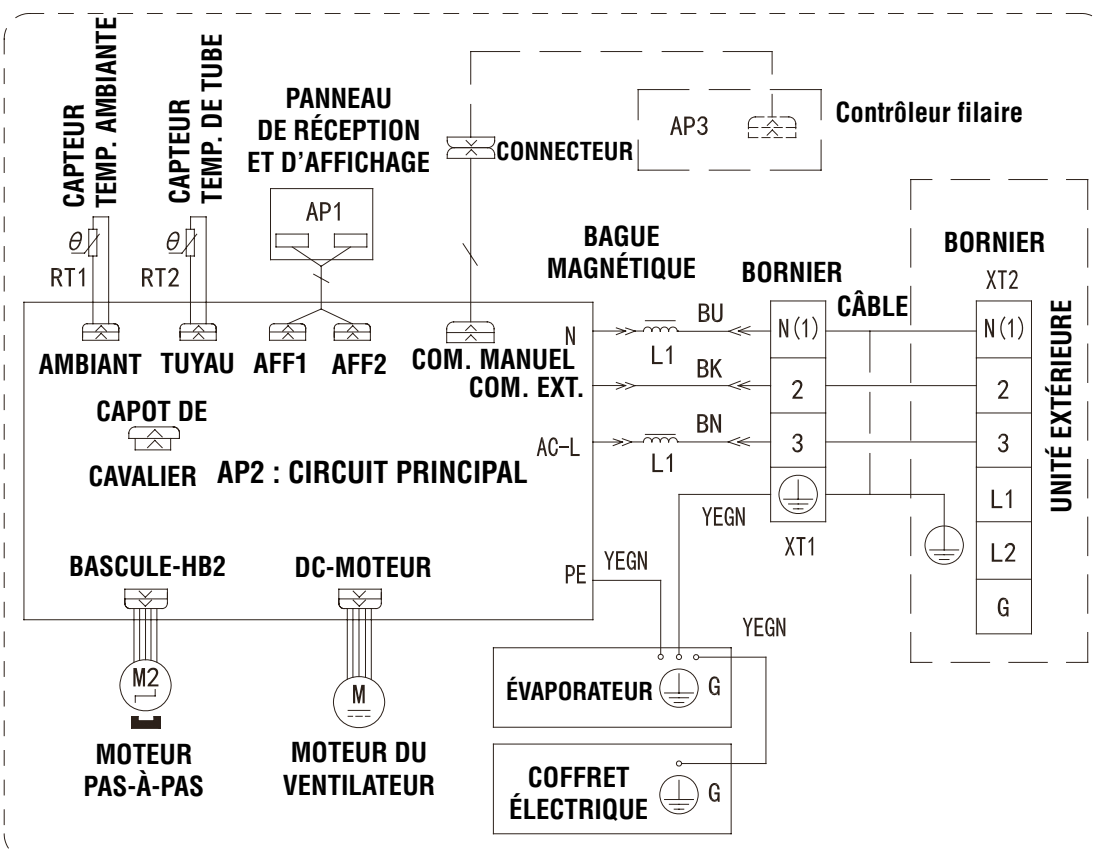 CAPTEUR
TEMP. AMBIANTE
CAPTEUR
TEMP. DE TUBE
PANNEAU
DE RÉCEPTION
ET D'AFFICHAGE
CONNECTEUR
AP3
Contrôleur filaire
θ
RT1
θ
RT2
AP1
BAGUE
MAGNÉTIQUE
BORNIER
CÂBLE
BORNIER
XT2
UNITÉ EXTÉRIEURE
AMBIANT
TUYAU
AFF1
AFF2
COM. MANUEL
N
COM. EXT.
AC-L
BU
L1
BK
BN
L1
N(1)
2
3
XT1
N(1)
2
3
L1
L2
G
CAPOT DE
CAVALIER
AP2 : CIRCUIT PRINCIPAL
YEGN
BASCULE-HB2
DC-MOTEUR
PE
YEGN
YEGN
M2
M
MOTEUR
PAS-À-PAS
MOTEUR DU
VENTILATEUR
ÉVAPORATEUR
G
COFFRET
ÉLECTRIQUE
G